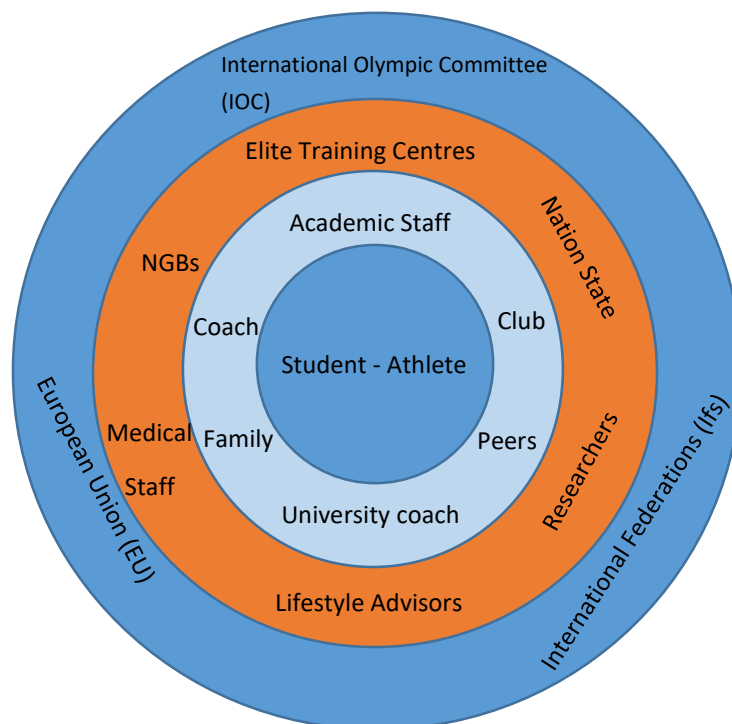 International Olympic Committee
(IOC)
Elite Training Centres
Nation State
Academic Staff
NGBs
Coach
Club
Student - Athlete
European Union (EU)
Medical
Staff
Family
Peers
Researchers
International Federations (Ifs)
University coach
Lifestyle Advisors